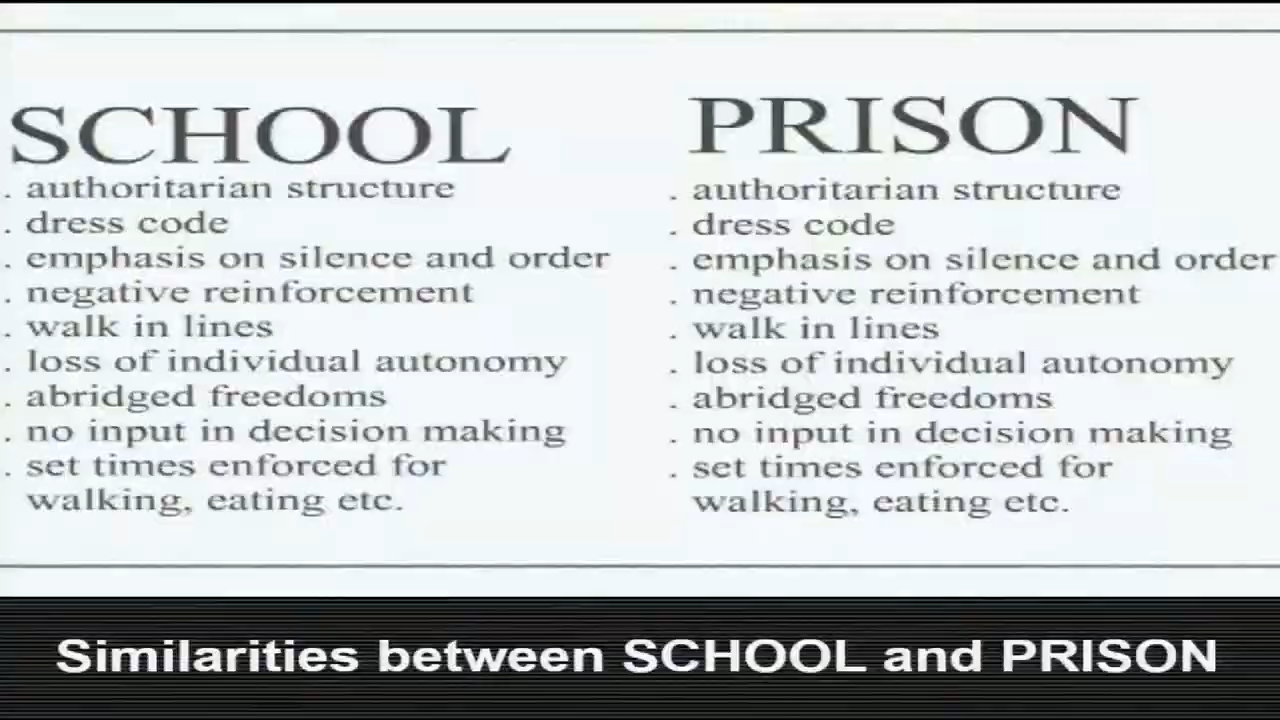 SCHOOL
. authoritarian structure
. dress code
. emphasis on silence and order
. negative reinforcement
. walk in lines
. loss of individual autonomy
. abridged freedoms
. no input in decision making
. set times enforced for
walking, eating etc.
PRISON
. authoritarian structure
. dress code
. emphasis on silence and order
. negative reinforcement
. walk in lines
. loss of individual autonomy
. abridged freedoms
. no input in decision making
. set times enforced for
walking, eating etc.
Similarities between SCHOOL and PRISON